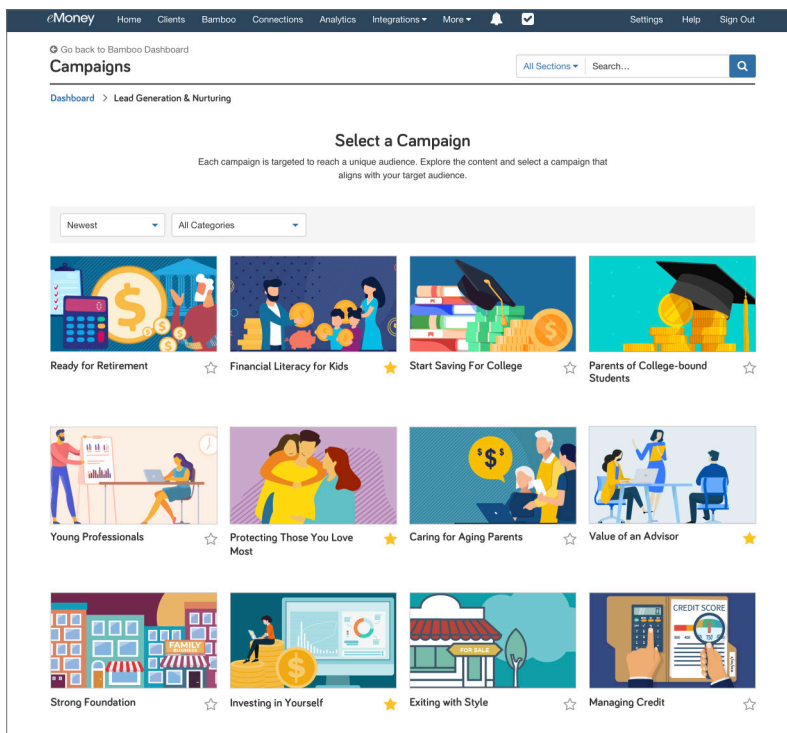 eMoney Home Clients Bamboo Connections Analytics Integrations More Settings Help Sign Out
Go back to Bamboo Dashboard
Campaigns
All Sections Search...
Dashboard > Lead Generation & Nurturing
Select a Campaign
Each campaign is targeted to reach a unique audience. Explore the content and select a campaign that
aligns with your target audience.
Newest All Categories
Ready for Retirement
Financial Literacy for Kids
Start Saving For College
Parents of College-bound
Students
Young Professionals
Protecting Those You Love
Most
Caring for Aging Parents
Value of an Advisor
FAMILY
BUSINESS
FOR SALE
CREDIT SCORE
Strong Foundation
Investing in Yourself
Exiting with Style
Managing Credit